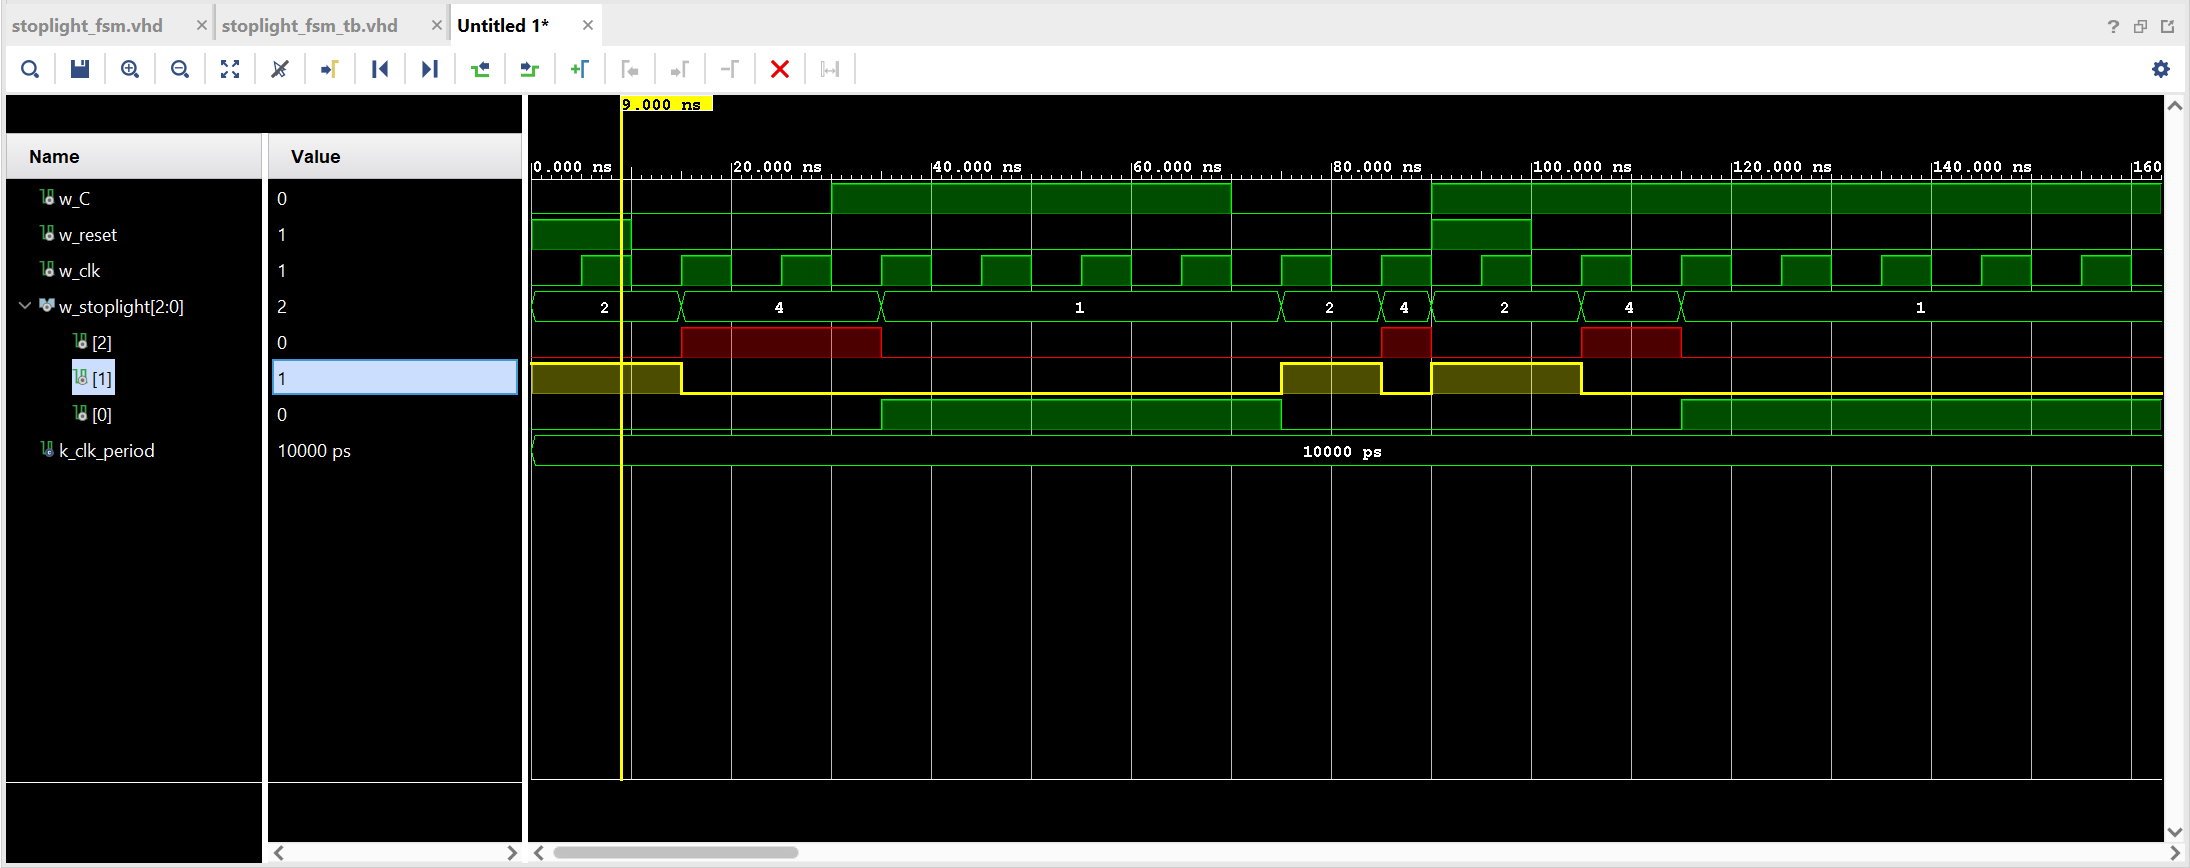 stoplight_fsm.vhd × stoplight_fsm_tb.vhd × Untitled 1* × ?
9.000 ns
Name Value
0.000 ns 20.000 ns 40.000 ns 60.000 ns 80.000 ns 100.000 ns 120.000 ns 140.000 ns 160
w_C 0
w_reset 1
w_clk 1
w_stoplight[2:0] 2 2 4 1 2 4 2 4 1
[2] 0
[1] 1
[0] 0
k_clk_period 10000 ps 10000 ps